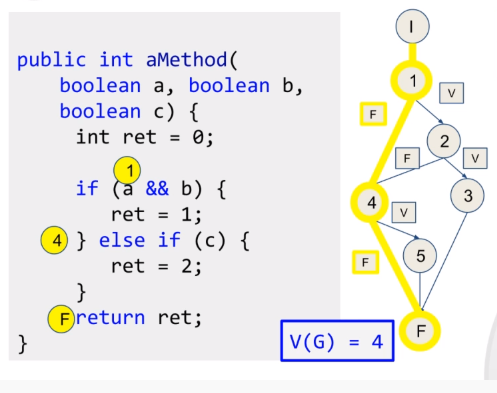 public int aMethod(
boolean a, boolean b,
boolean c) {
int ret = 0;
1
if (a && b) {
ret = 1;
4 } else if (c) {
ret = 2;
}
F return ret;
}
V(G) = 4
I
1
V
F
2
F
V
3
4
V
5
F
F